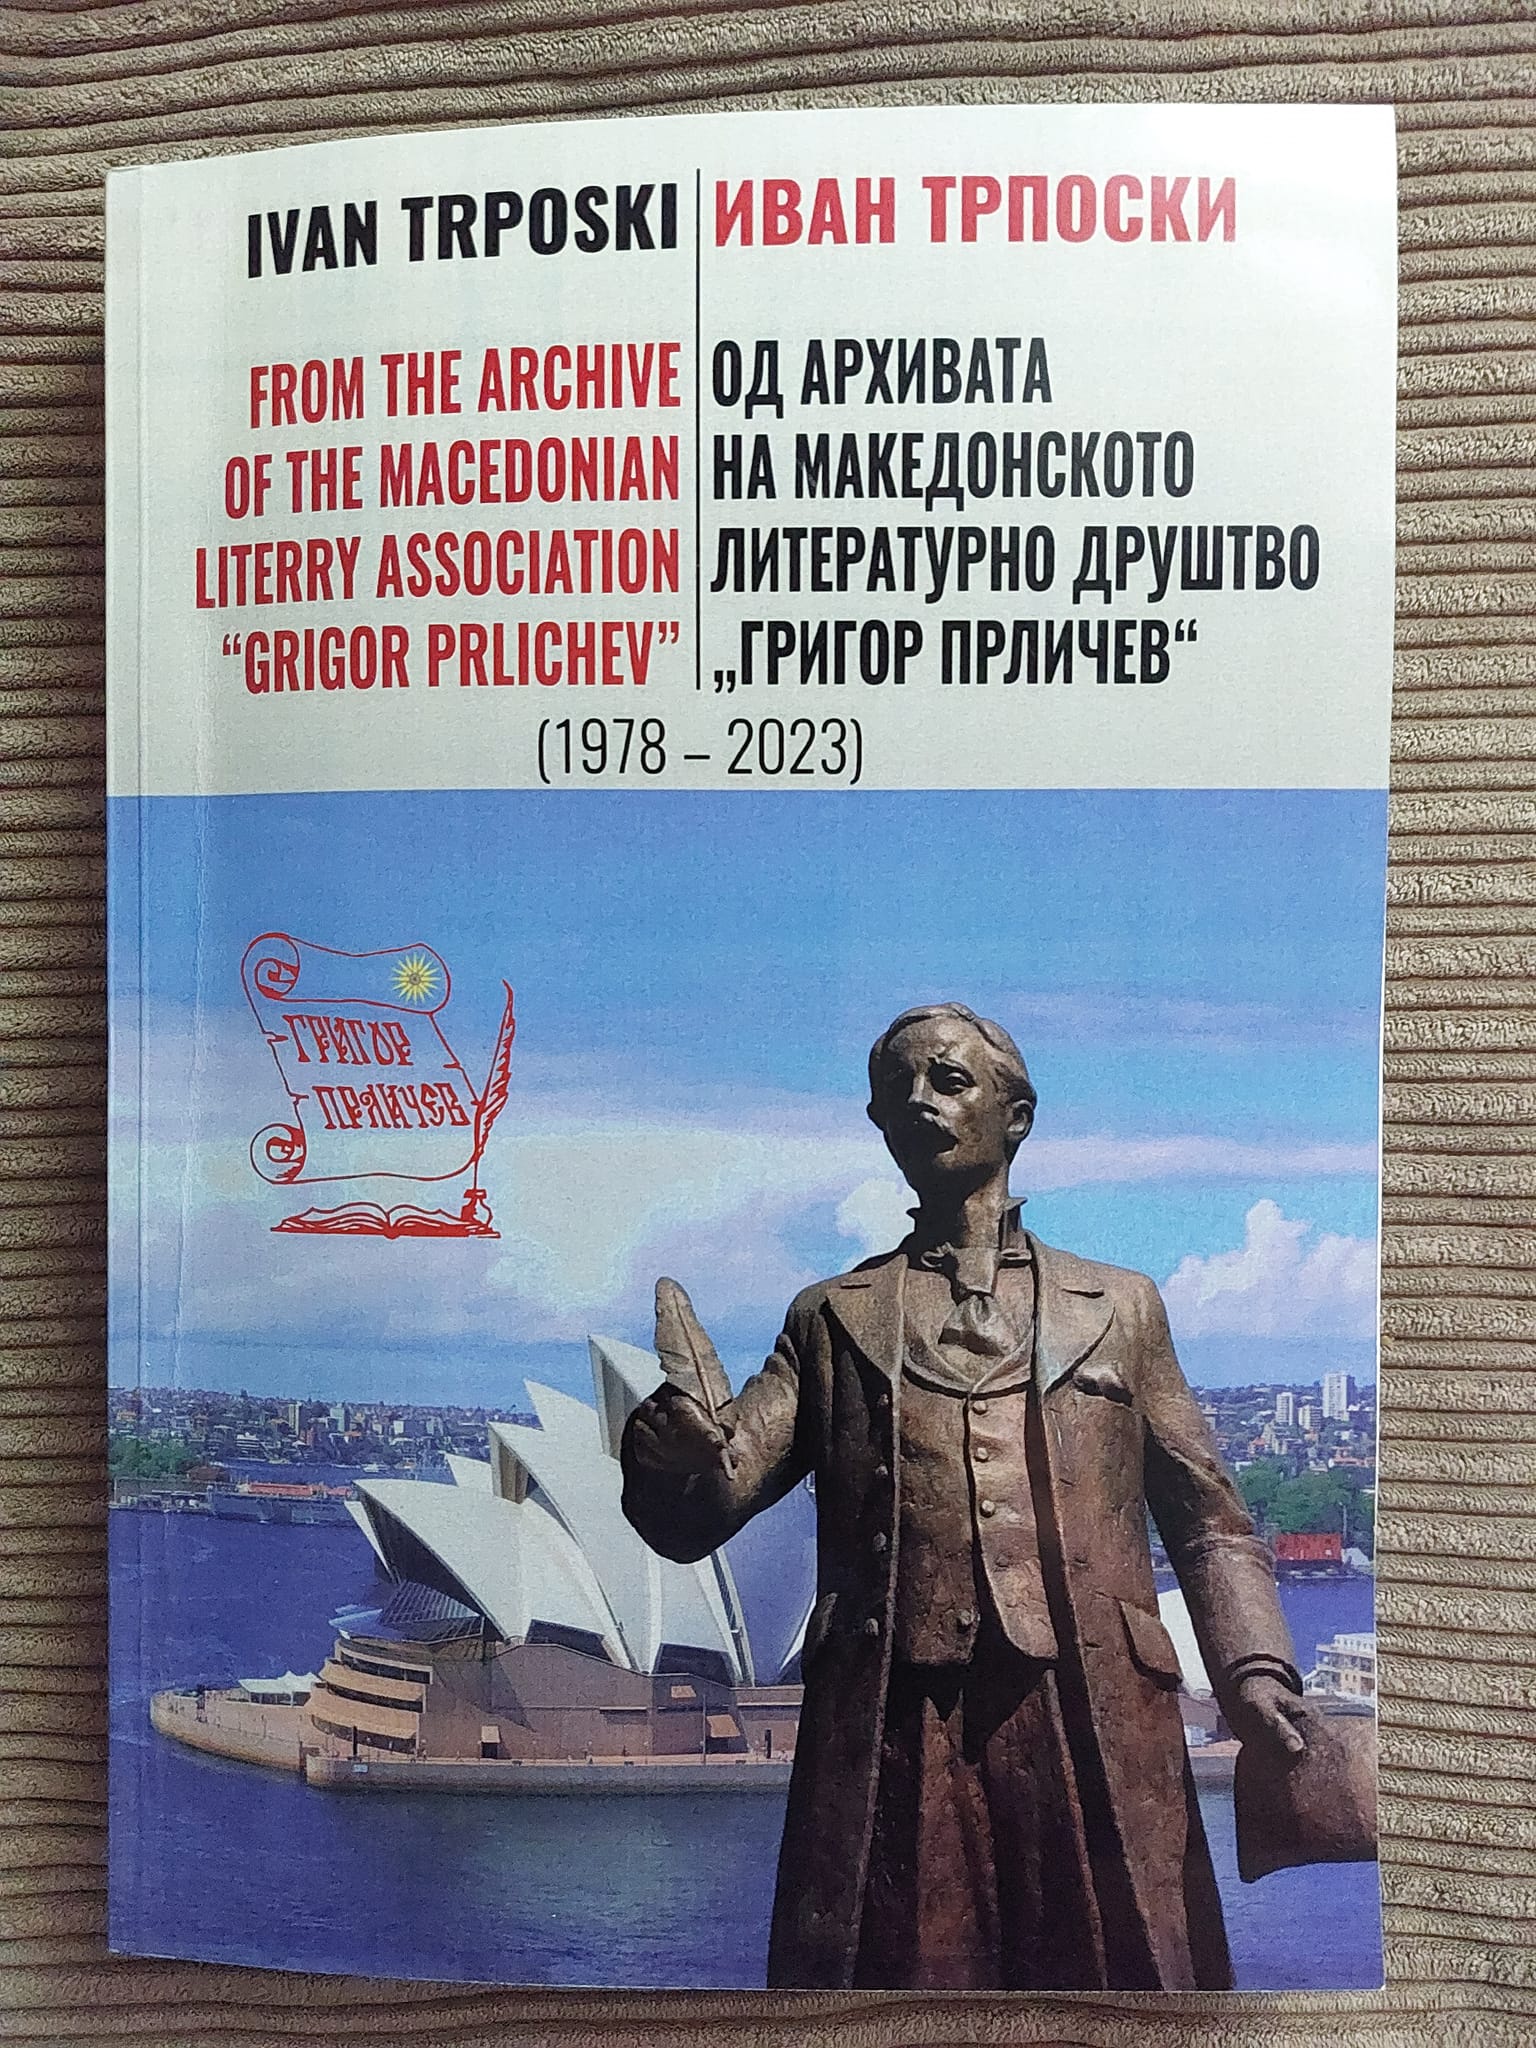 IVAN TRPOSKI
FROM THE ARCHIVE
OF THE MACEDONIAN
LITERRY ASSOCIATION
“GRIGOR PRLICHEV”
ИВАН ТРПОСКИ
ОД АРХИВАТА
НА МАКЕДОНСКОТО
ЛИТЕРАТУРНО ДРУШТВО
„ГРИГОР ПРЛИЧЕВ“
(1978 – 2023)
ГРИГОР
ПРЛИЧЕВ